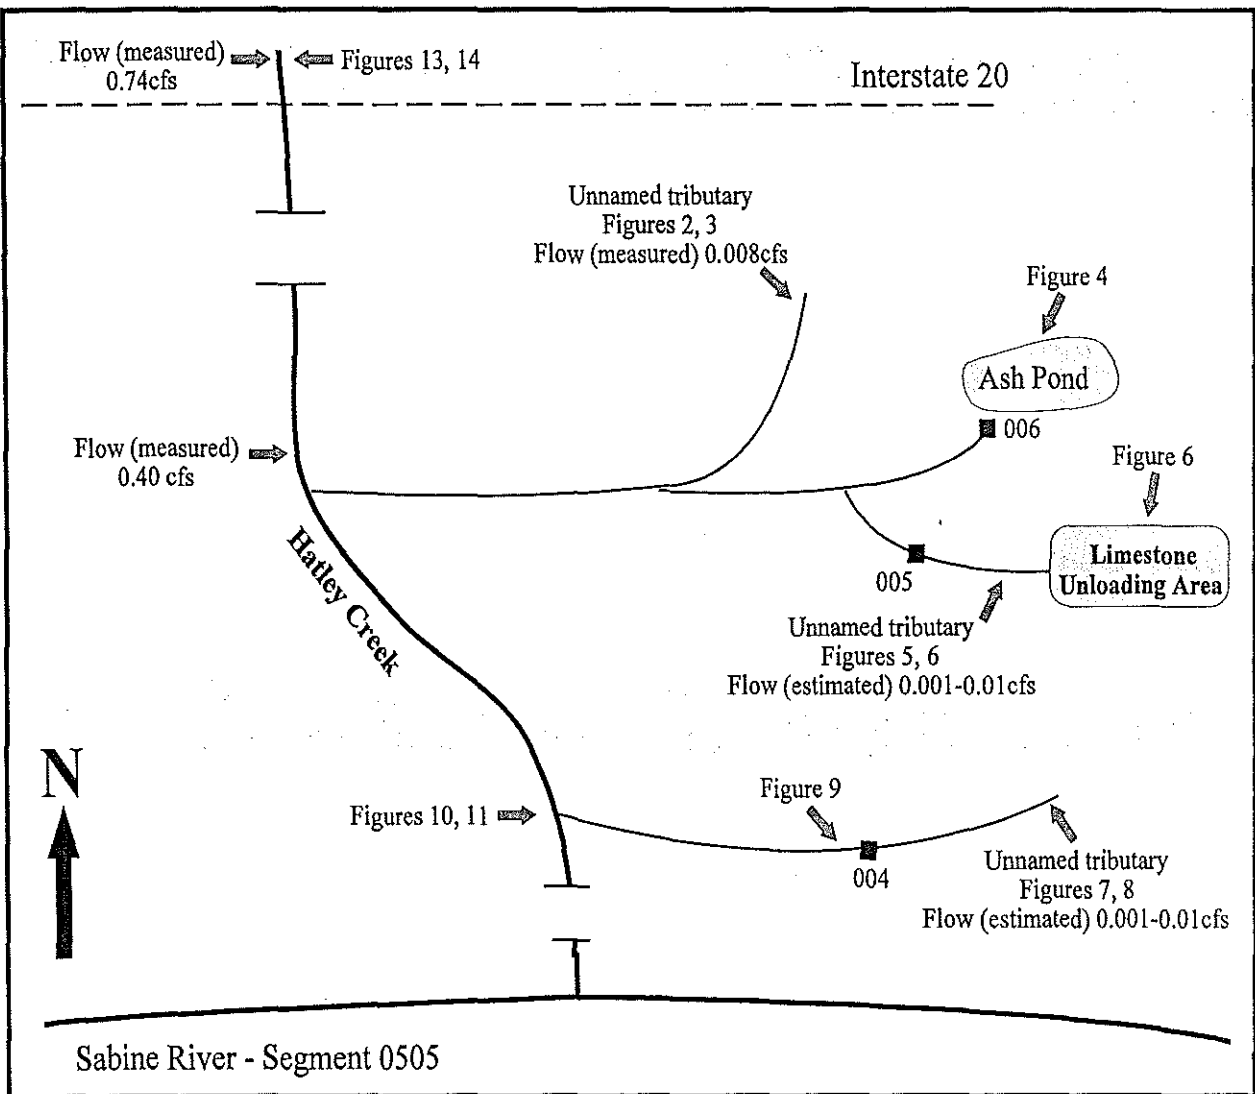 Flow (measured)
0.74cfs
Figures 13, 14
Interstate 20
Unnamed tributary
Figures 2, 3
Flow (measured) 0.008cfs
Figure 4
Ash Pond
006
Flow (measured)
0.40 cfs
Figure 6
Hatley Creek
Limestone
Unloading Area
005
Unnamed tributary
Figures 5, 6
Flow (estimated) 0.001-0.01cfs
N
Figure 9
Figures 10, 11
004
Unnamed tributary
Figures 7, 8
Flow (estimated) 0.001-0.01cfs
Sabine River - Segment 0505